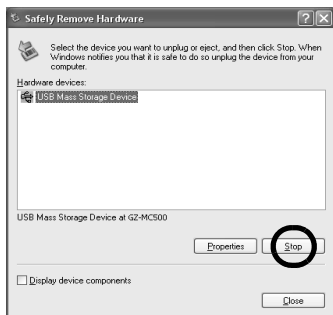 Safely Remove Hardware
Select the device you want to unplug or eject, and then click Stop. When
Windows notifies you that it is safe to do so unplug the device from your
computer.
Hardware devices:
USB Mass Storage Device
USB Mass Storage Device at GZ-MC500
Properties
Stop
Display device components
Close